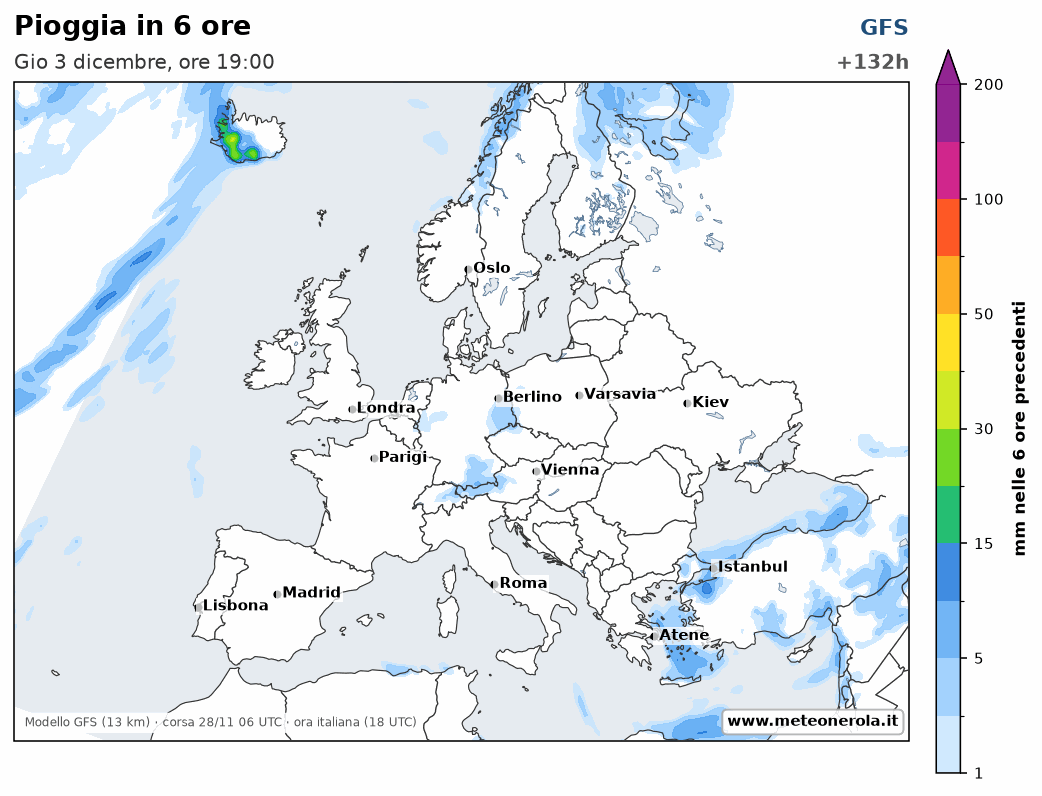 Pioggia in 6 ore
GFS
Gio 3 dicembre, ore 19:00
+132h
200
100
50
30
15
5
1
mm nelle 6 ore precedenti
Oslo
Berlino
Varsavia
Kiev
Londra
Parigi
Vienna
Istanbul
Roma
Madrid
Lisbona
Atene
Modello GFS (13 km) · corsa 28/11 06 UTC · ora italiana (18 UTC)
www.meteonerola.it